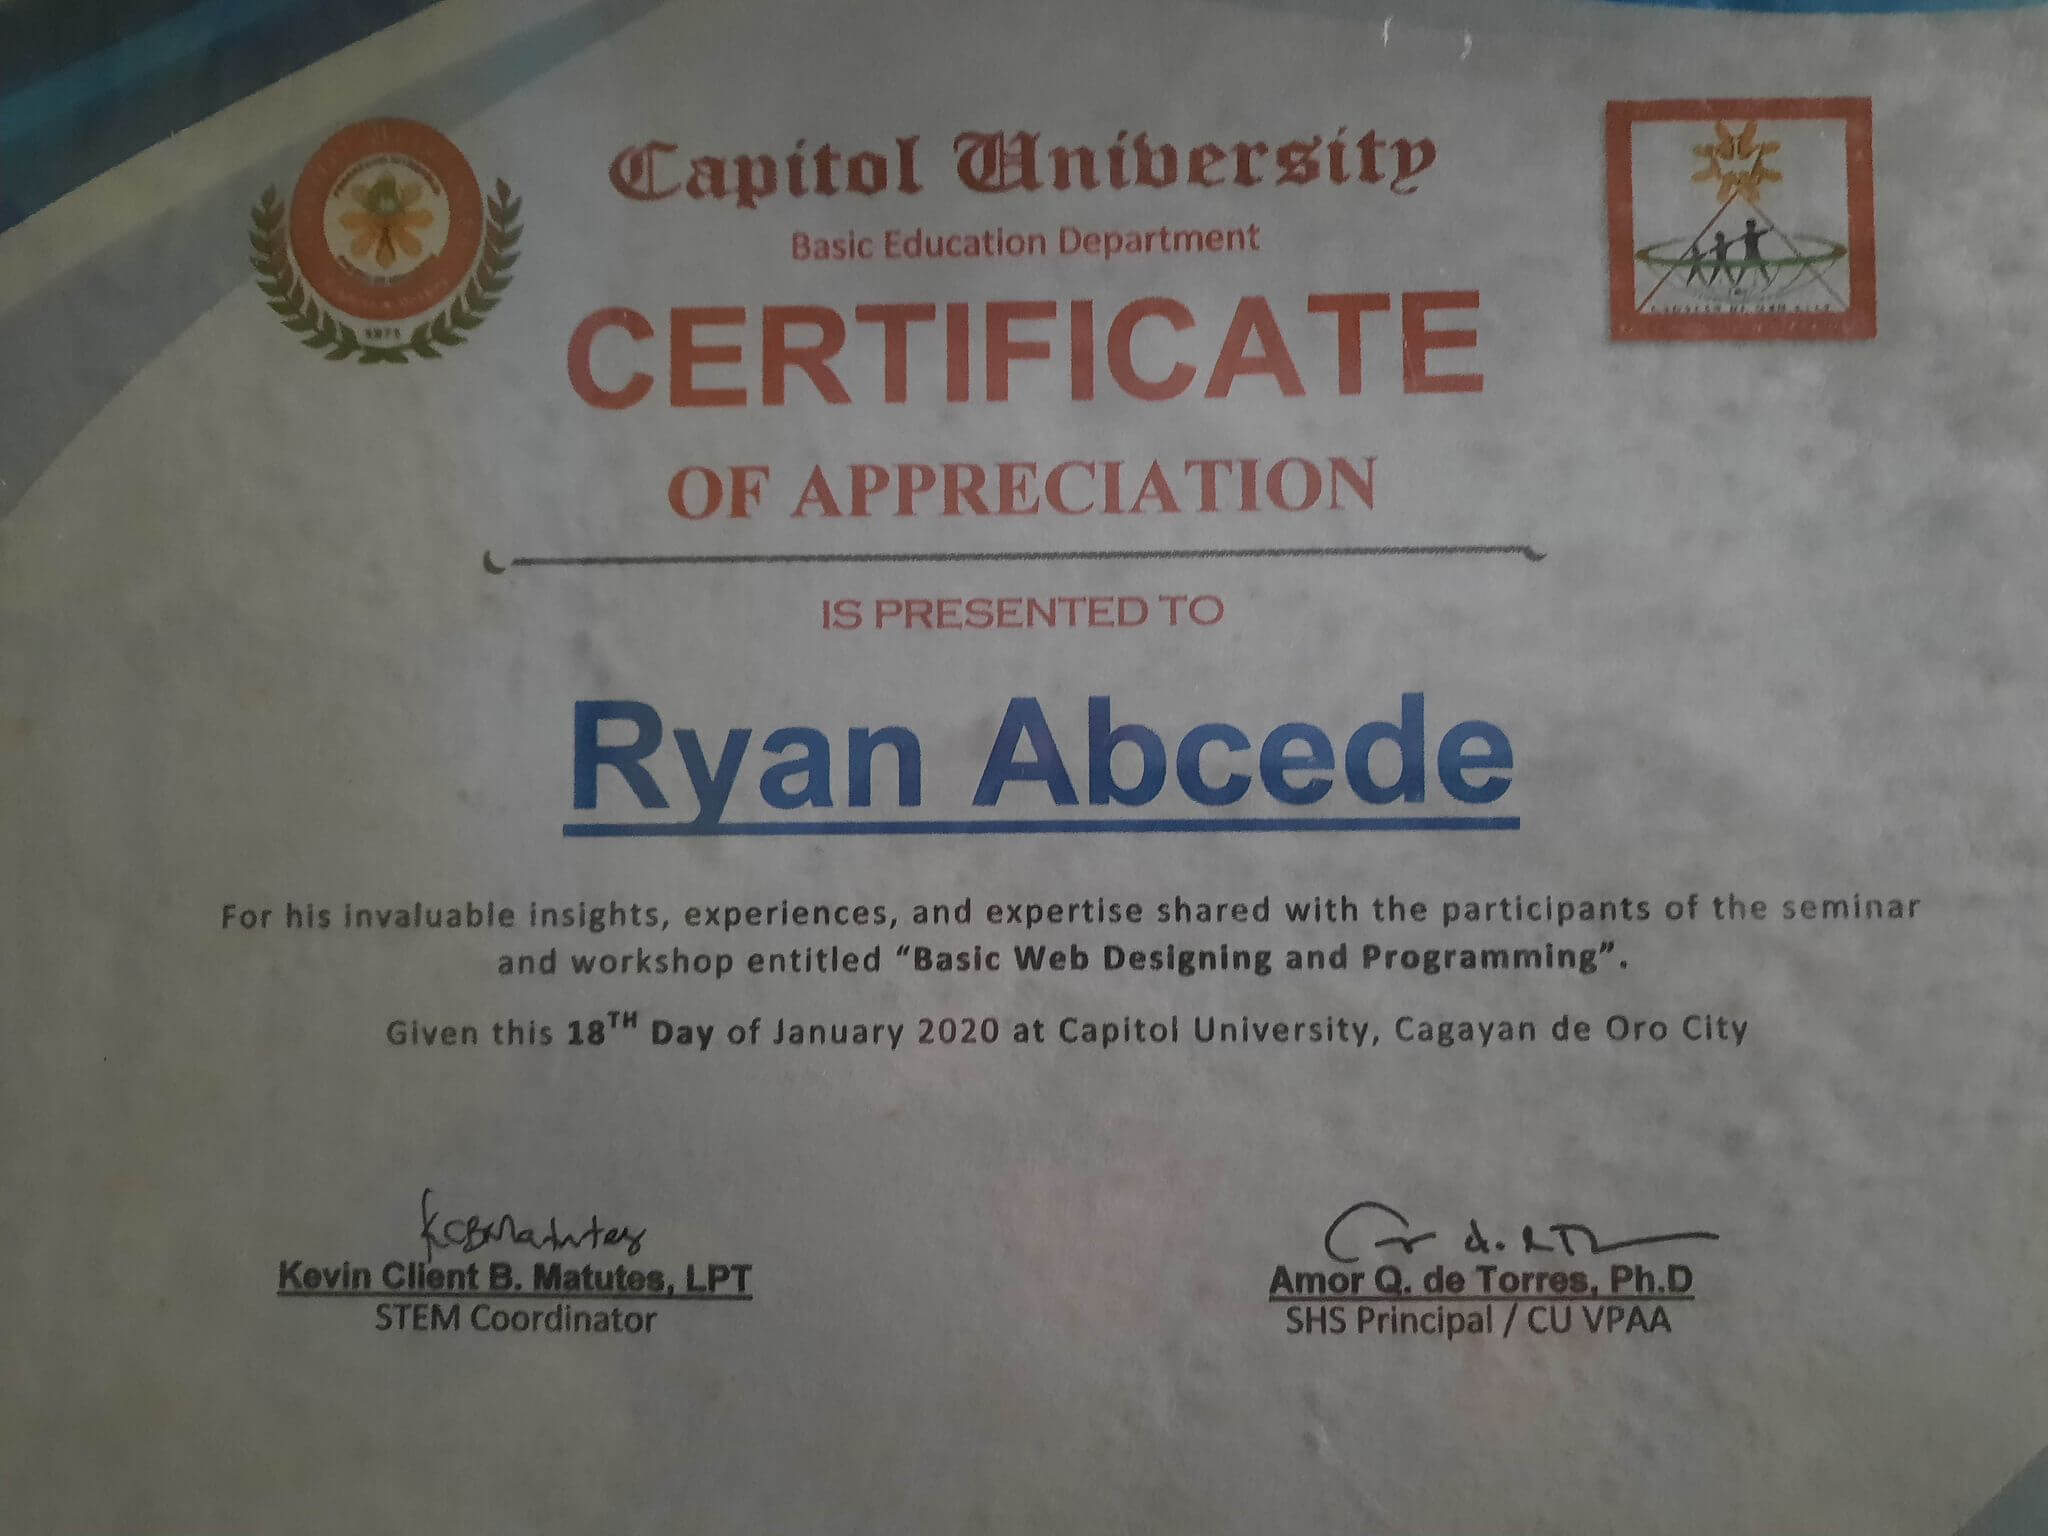 Capitol University
Basic Education Department
CERTIFICATE
OF APPRECIATION
IS PRESENTED TO
Ryan Abcede
For his invaluable insights, experiences, and expertise shared with the participants of the seminar
and workshop entitled “Basic Web Designing and Programming”.
Given this 18TH Day of January 2020 at Capitol University, Cagayan de Oro City
KCBMatutes
Kevin Client B. Matutes, LPT
STEM Coordinator
Amor Q. de Torres, Ph.D
SHS Principal / CU VPAA
1971